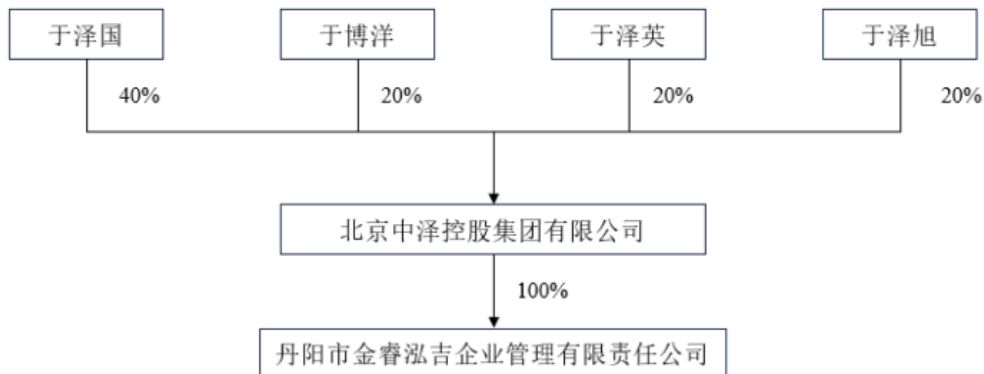 于泽国
于博洋
于泽英
于泽旭
40%
20%
20%
20%
北京中泽控股集团有限公司
100%
丹阳市金睿泓吉企业管理有限责任公司